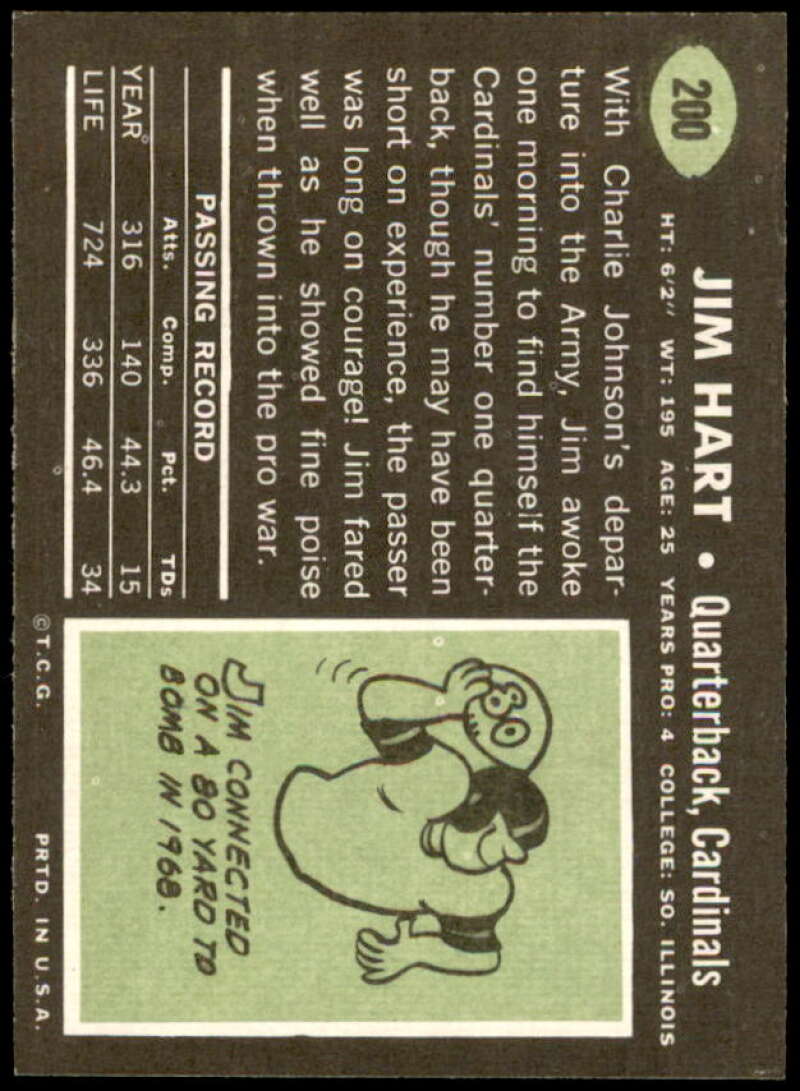 200
JIM HART • Quarterback, Cardinals
HT: 6'2" WT: 195 AGE: 25 YEARS PRO: 4 COLLEGE: SO. ILLINOIS
With Charlie Johnson's depar-
ture into the Army, Jim awoke
one morning to find himself the
Cardinals' number one quarter-
back, though he may have been
short on experience, the passer
was long on courage! Jim fared
well as he showed fine poise
when thrown into the pro war.
PASSING RECORD
Atts. Comp. Pct. TDs
YEAR 316 140 44.3 15
LIFE 724 336 46.4 34
80
JIM CONNECTED
ON A 80 YARD TD
BOMB IN 1968.
©T.C.G. PRTD. IN U.S.A.